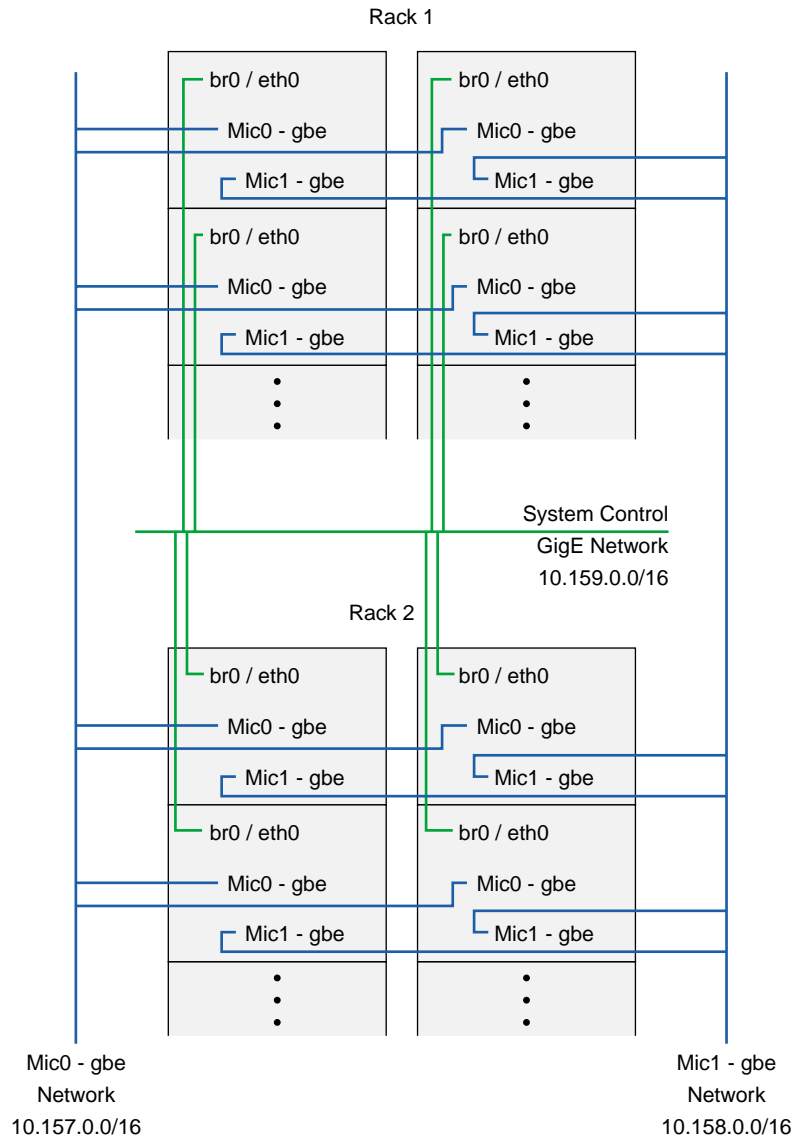 Rack 1
br0 / eth0
br0 / eth0
Mic0 - gbe
Mic0 - gbe
Mic1 - gbe
Mic1 - gbe
br0 / eth0
br0 / eth0
Mic0 - gbe
Mic0 - gbe
Mic1 - gbe
Mic1 - gbe
System Control
GigE Network
10.159.0.0/16
Rack 2
br0 / eth0
br0 / eth0
Mic0 - gbe
Mic0 - gbe
Mic1 - gbe
Mic1 - gbe
br0 / eth0
br0 / eth0
Mic0 - gbe
Mic0 - gbe
Mic1 - gbe
Mic1 - gbe
Mic0 - gbe
Network
10.157.0.0/16
Mic1 - gbe
Network
10.158.0.0/16